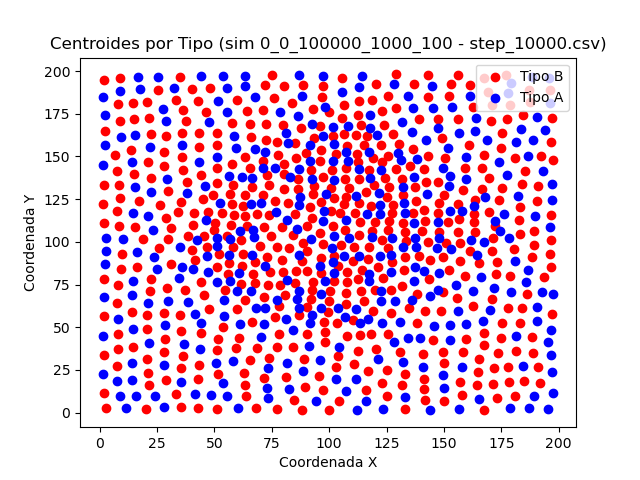 Centroides por Tipo (sim 0_0_100000_1000_100 - step_10000.csv)
Tipo B
Tipo A
Coordenada Y
200
175
150
125
100
75
50
25
0
0 25 50 75 100 125 150 175 200
Coordenada X